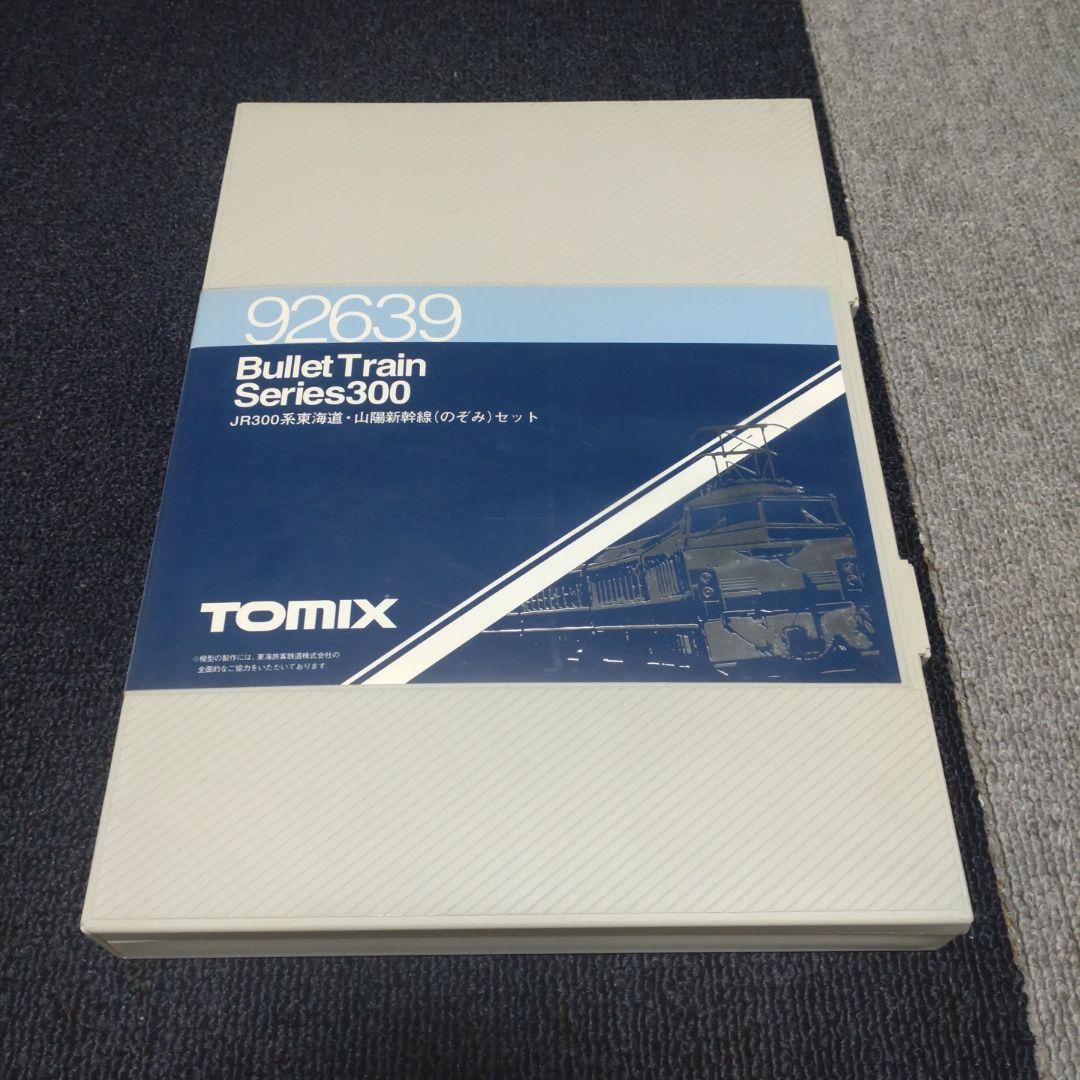 92639
Bullet Train
Series300
JR300系東海道・山陽新幹線(のぞみ)セット
TOMIX
※模型の製作には、東海旅客鉄道株式会社の
全面的なご協力をいただいております